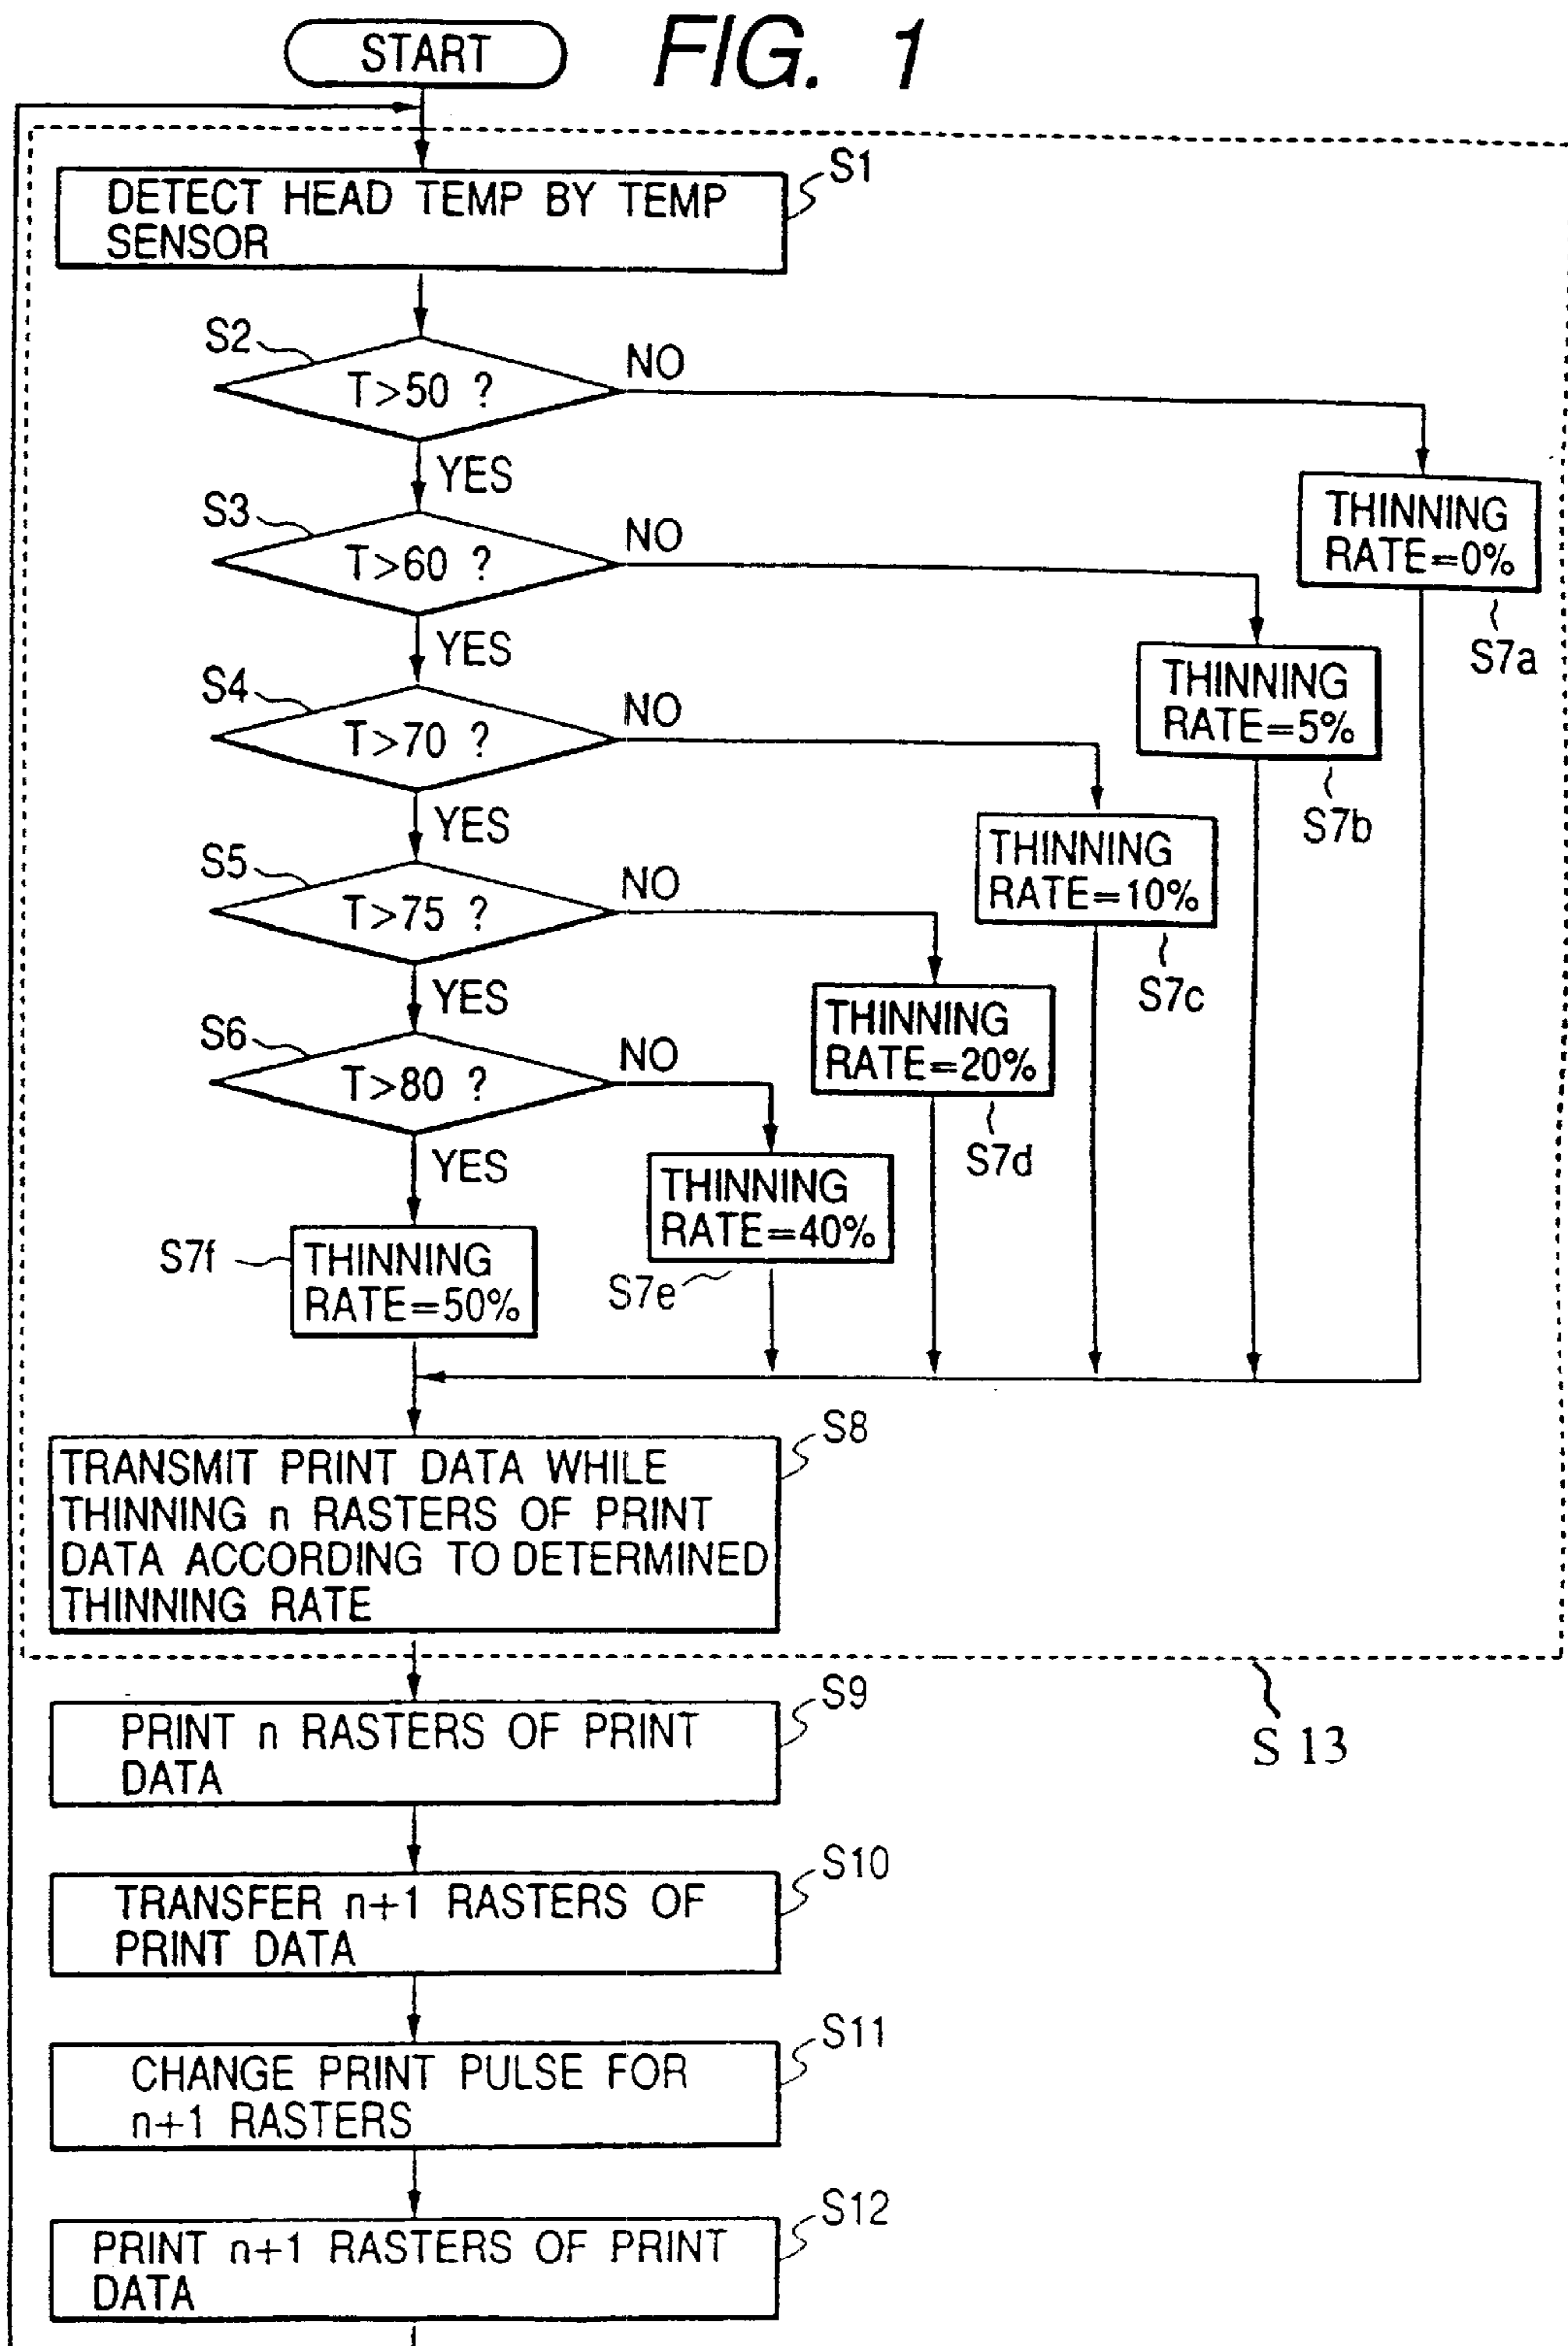 START
FIG. 1
S1
DETECT HEAD TEMP BY TEMP
SENSOR
S2
T>50 ?
NO
YES
THINNING
RATE=0%
S7a
S3
T>60 ?
NO
YES
THINNING
RATE=5%
S7b
S4
T>70 ?
NO
YES
THINNING
RATE=10%
S7c
S5
T>75 ?
NO
YES
THINNING
RATE=20%
S7d
S6
T>80 ?
NO
YES
THINNING
RATE=40%
S7e
S7f
THINNING
RATE=50%
S8
TRANSMIT PRINT DATA WHILE
THINNING n RASTERS OF PRINT
DATA ACCORDING TO DETERMINED
THINNING RATE
S 13
S9
PRINT n RASTERS OF PRINT
DATA
S10
TRANSFER n+1 RASTERS OF
PRINT DATA
S11
CHANGE PRINT PULSE FOR
n+1 RASTERS
S12
PRINT n+1 RASTERS OF PRINT
DATA